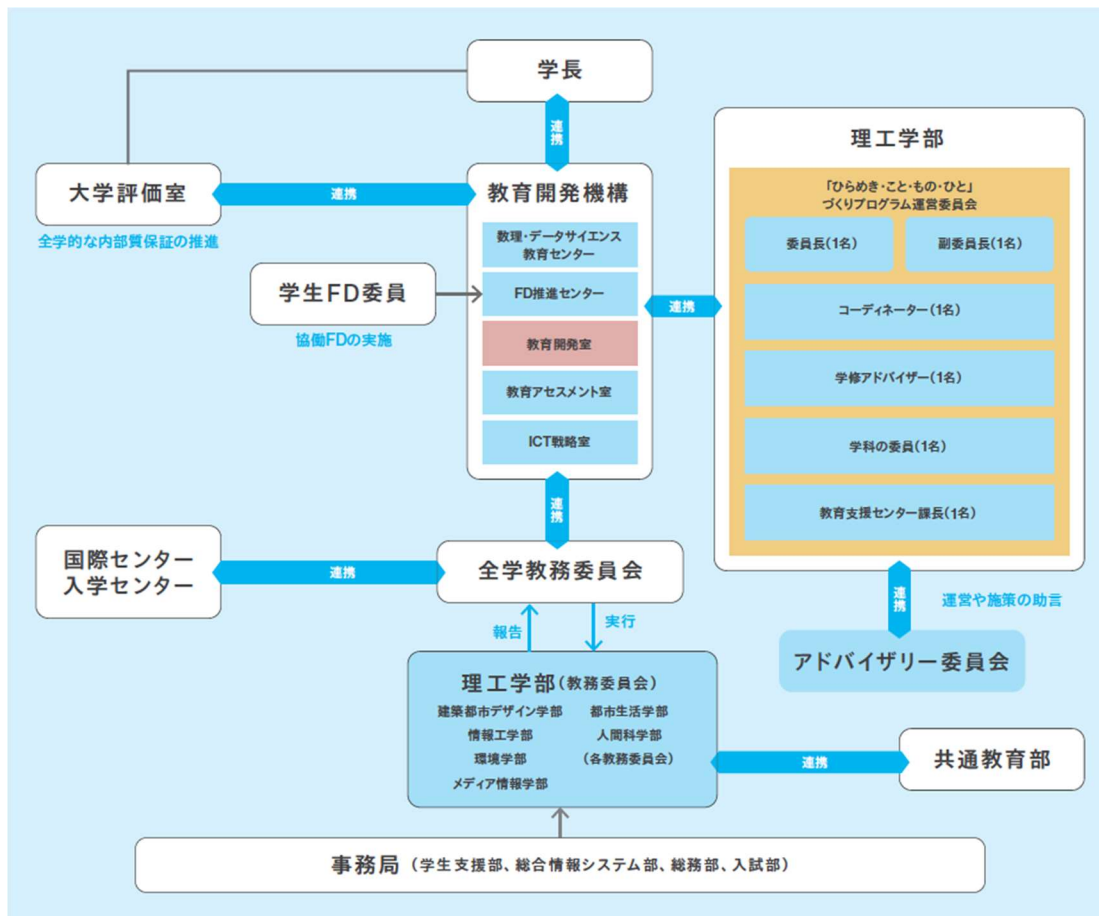 学長
連携
大学評価室
全学的な内部質保証の推進
連携
教育開発機構
数理・データサイエンス
教育センター
FD推進センター
教育開発室
教育アセスメント室
ICT戦略室
学生FD委員
協働FDの実施
連携
理工学部
「ひらめき・こと・もの・ひと」
づくりプログラム運営委員会
委員長(1名)
副委員長(1名)
コーディネーター(1名)
学修アドバイザー(1名)
学科の委員(1名)
教育支援センター課長(1名)
連携
運営や施策の助言
アドバイザリー委員会
連携
国際センター
入学センター
連携
全学教務委員会
報告
実行
理工学部(教務委員会)
建築都市デザイン学部
都市生活学部
情報工学部
人間科学部
環境学部
(各教務委員会)
メディア情報学部
連携
共通教育部
事務局(学生支援部、総合情報システム部、総務部、入試部)